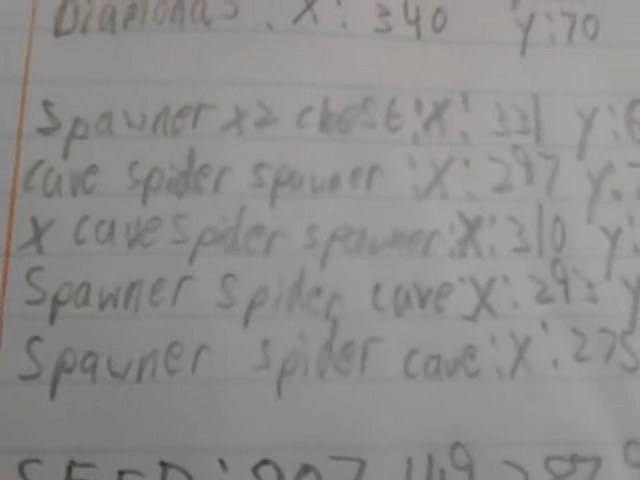 Diamonds: X: 340 Y:70
Spawner x2 chest: X: 331 y:
cave spider spawner: X: 297 y:
X cave spider spawner: X: 310 y:
Spawner spider cave: X: 293 y
Spawner spider cave: X: 275
SEED: